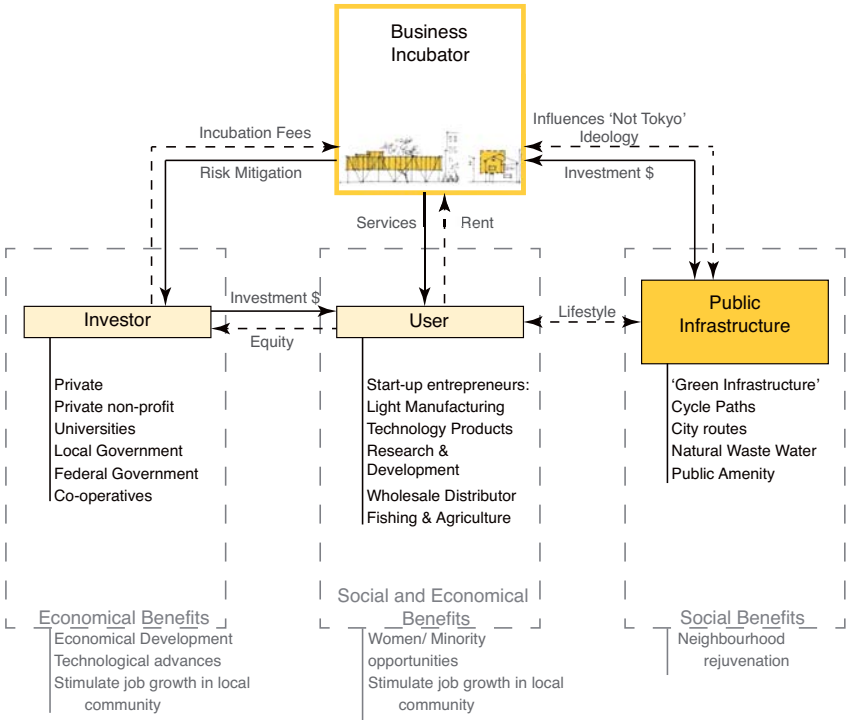 Business
Incubator
Incubation Fees
Risk Mitigation
Influences ‘Not Tokyo’
Ideology
Investment $
Services
Rent
Investor
Investment $
Equity
User
Lifestyle
Public
Infrastructure
Private
Private non-profit
Universities
Local Government
Federal Government
Co-operatives
Start-up entrepreneurs:
Light Manufacturing
Technology Products
Research &
Development
Wholesale Distributor
Fishing & Agriculture
‘Green Infrastructure’
Cycle Paths
City routes
Natural Waste Water
Public Amenity
Economical Benefits
Economical Development
Technological advances
Stimulate job growth in local
community
Social and Economical
Benefits
Women/ Minority
opportunities
Stimulate job growth in local
community
Social Benefits
Neighbourhood
rejuvenation